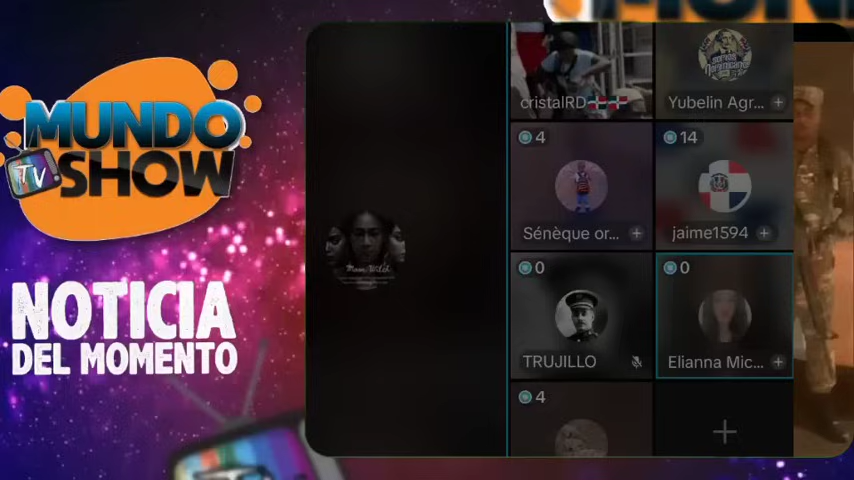 MUNDO
TV SHOW
NOTICIA
DEL MOMENTO
cristalRD
Yubelin Agr...
4
14
Sénèque or...
jaime1594
0
0
TRUJILLO
Elianna Mic...
4